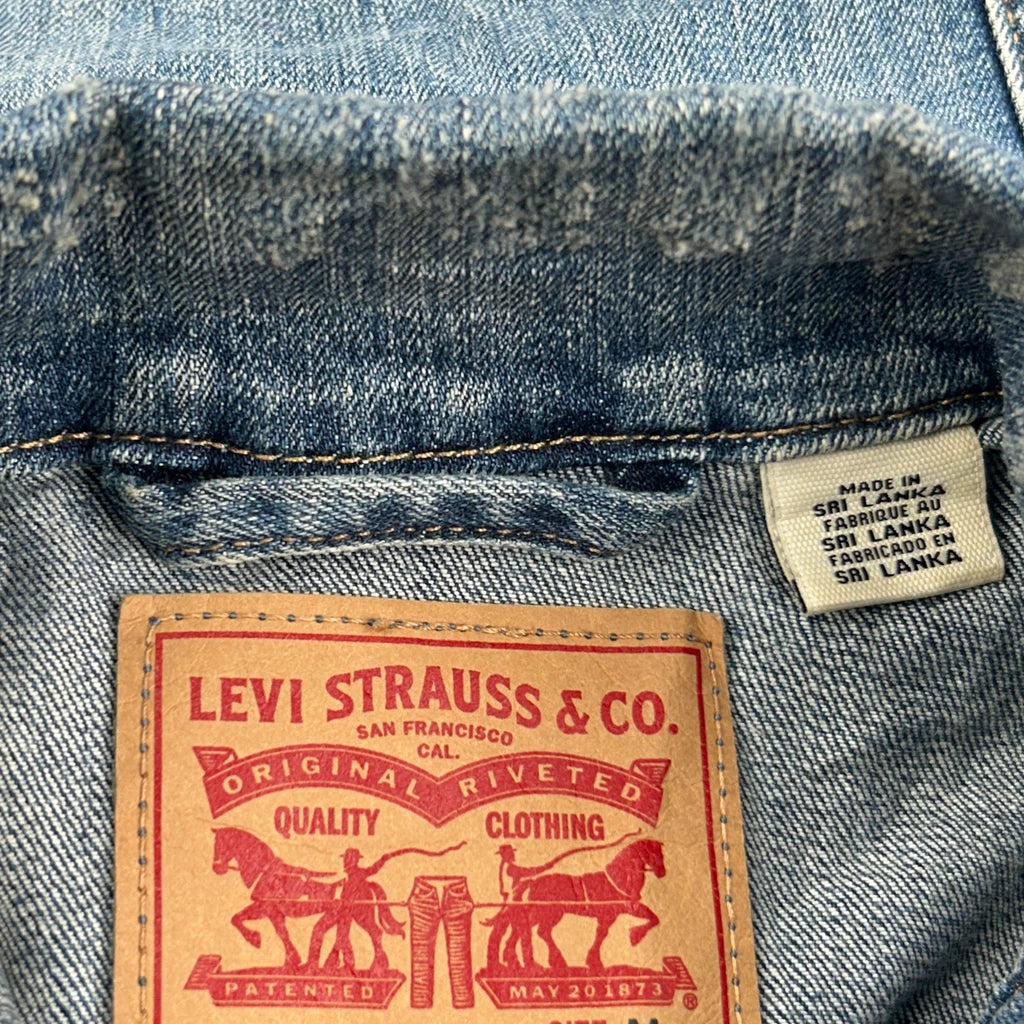 MADE IN
SRI LANKA
FABRIQUE AU
SRI LANKA
FABRICADO EN
SRI LANKA
LEVI STRAUSS & CO.
SAN FRANCISCO
CAL.
ORIGINAL RIVETED
QUALITY CLOTHING
PATENTED MAY 20 1873 ®